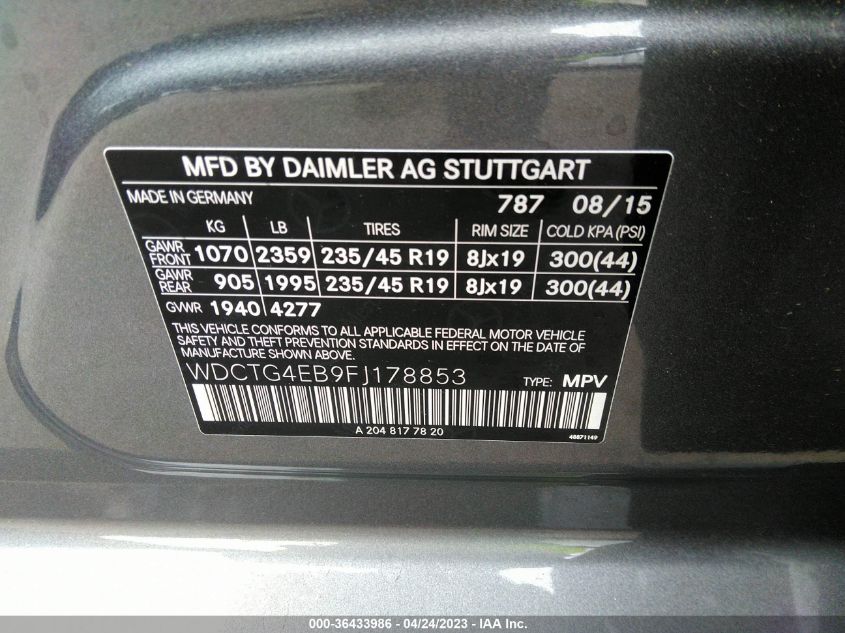 MFD BY DAIMLER AG STUTTGART
MADE IN GERMANY 787 08/15
KG LB TIRES RIM SIZE COLD KPA (PSI)
GAWR FRONT 1070 2359 235/45 R19 8Jx19 300(44)
GAWR REAR 905 1995 235/45 R19 8Jx19 300(44)
GVWR 1940 4277
THIS VEHICLE CONFORMS TO ALL APPLICABLE FEDERAL MOTOR VEHICLE
SAFETY AND THEFT PREVENTION STANDARDS IN EFFECT ON THE DATE OF
MANUFACTURE SHOWN ABOVE.
WDCTG4EB9FJ178853 TYPE: MPV
A 204 817 78 20 48871149
000-36433986 - 04/24/2023 - © IAA Inc.